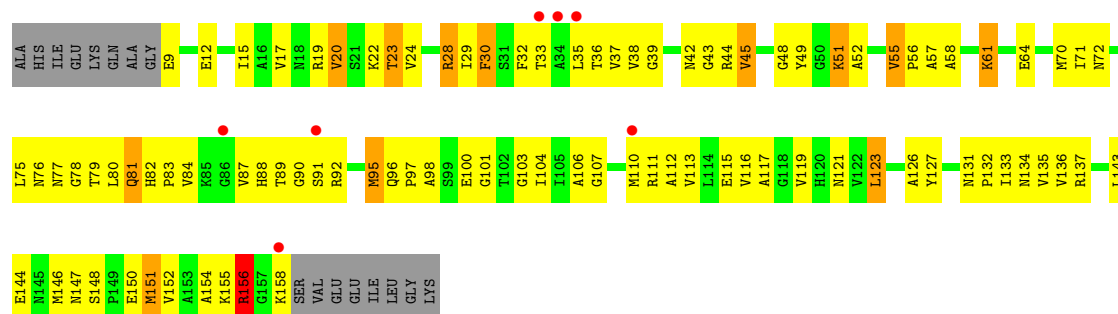 ALA HIS ILE GLU LYS GLN ALA GLY E9 E12 I15 A16 V17 N18 R19 V20 S21 K22 T23 V24 R28 I29 F30 S31 F32 T33 A34 L35 T36 V37 V38 G39 N42 G43 R44 V45 G48 Y49 G50 K51 A52 V55 P56 A57 A58 K61 E64 M70 I71 N72
L75 N76 N77 G78 T79 L80 Q81 H82 P83 V84 K85 G86 V87 H88 T89 G90 S91 R92 M95 Q96 P97 A98 S99 E100 G101 T102 G103 I104 I105 A106 G107 M110 R111 A112 V113 L114 E115 V116 A117 G118 V119 H120 N121 V122 L123 A126 Y127 N131 P132 I133 N134 V135 V136 R137 L143
E144 N145 M146 N147 S148 P149 E150 M151 V152 A153 A154 K155 R156 G157 K158 SER VAL GLU GLU ILE LEU GLY LYS